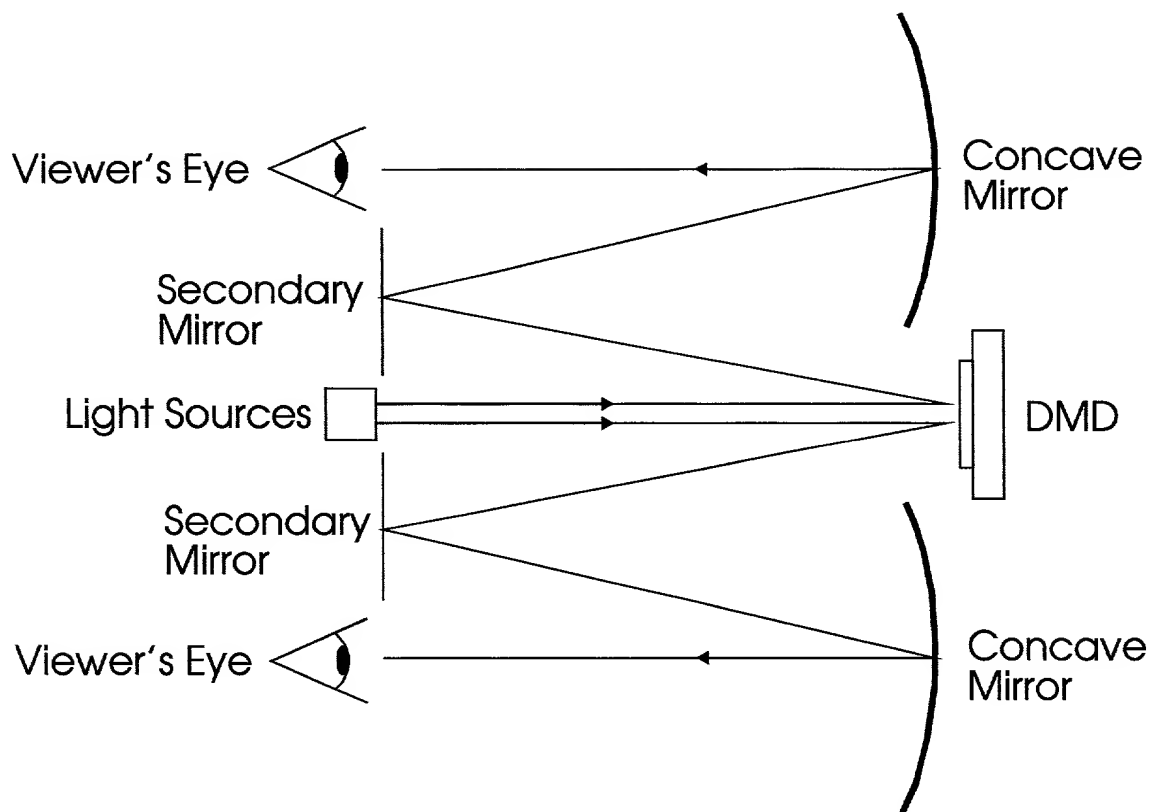 Viewer‘s Eye
Concave
Mirror
Secondary
Mirror
Light Sources
DMD
Secondary
Mirror
Viewer‘s Eye
Concave
Mirror